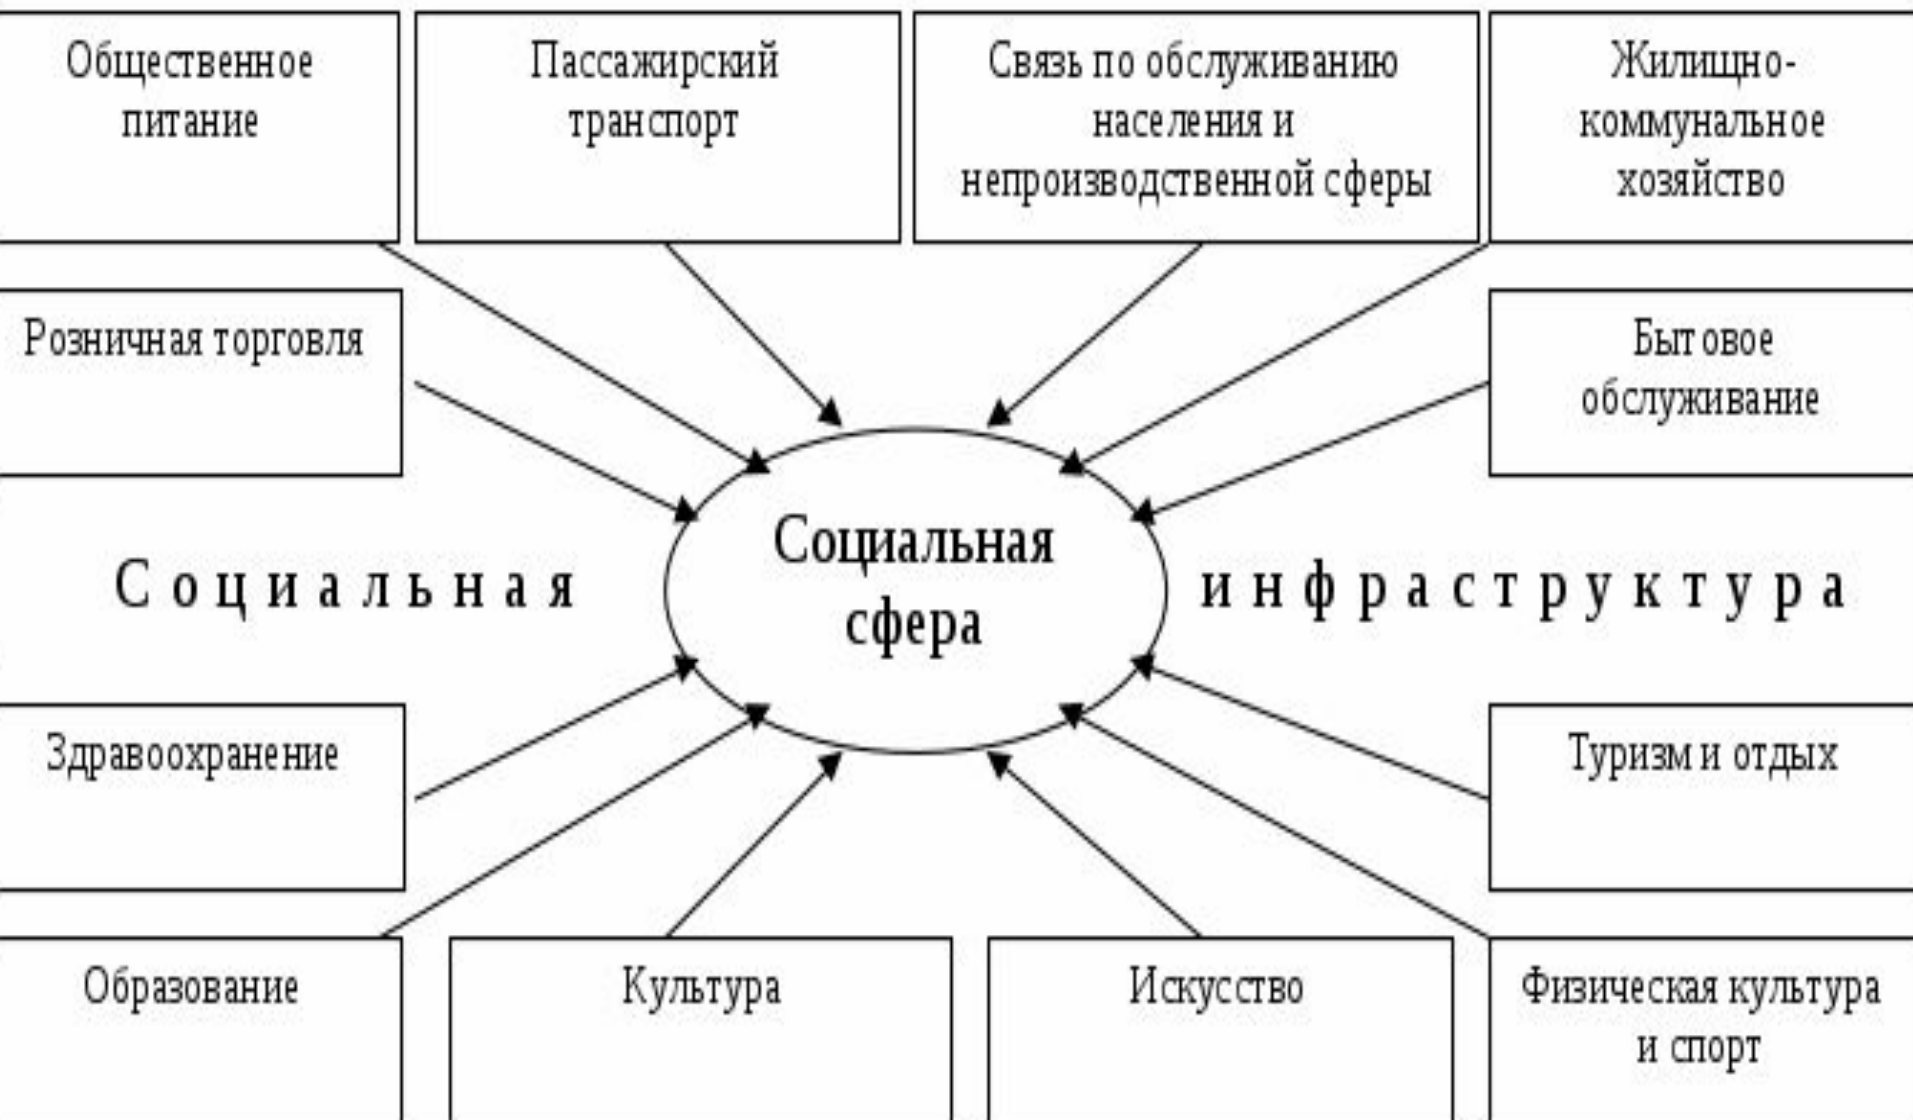 Общественное
питание
Пассажирский
транспорт
Связь по обслуживанию
населения и
непроизводственной сферы
Жилищно-
коммунальное
хозяйство
Розничная торговля
Бытовое
обслуживание
Социальная
сфера
Социальная
инфраструктура
Здравоохранение
Туризм и отдых
Образование
Культура
Искусство
Физическая культура
и спорт